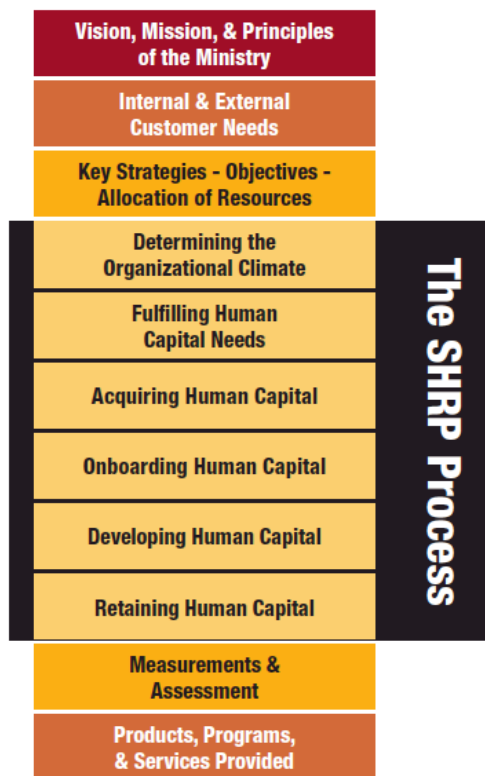 Vision, Mission, & Principles
of the Ministry
Internal & External
Customer Needs
Key Strategies - Objectives -
Allocation of Resources
Determining the
Organizational Climate
Fulfilling Human
Capital Needs
Acquiring Human Capital
Onboarding Human Capital
Developing Human Capital
Retaining Human Capital
Measurements &
Assessment
Products, Programs,
& Services Provided
The SHRP Process